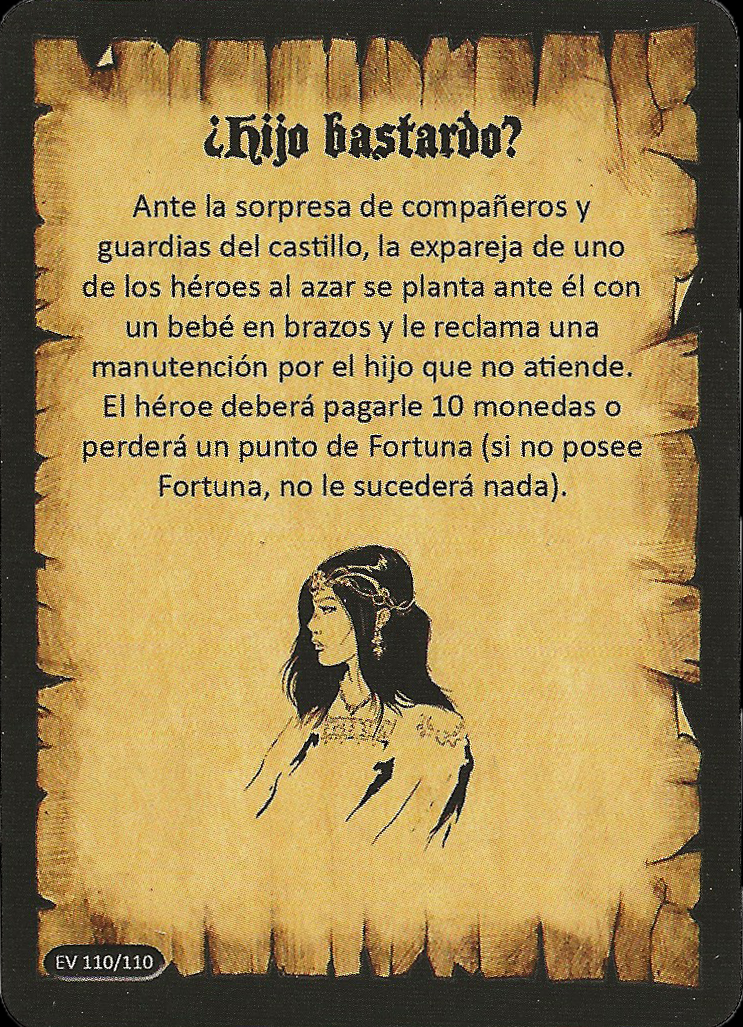 ¿Hijo bastardo?
Ante la sorpresa de compañeros y
guardias del castillo, la expareja de uno
de los héroes al azar se planta ante él con
un bebé en brazos y le reclama una
manutención por el hijo que no atiende.
El héroe deberá pagarle 10 monedas o
perderá un punto de Fortuna (si no posee
Fortuna, no le sucederá nada).
EV 110/110